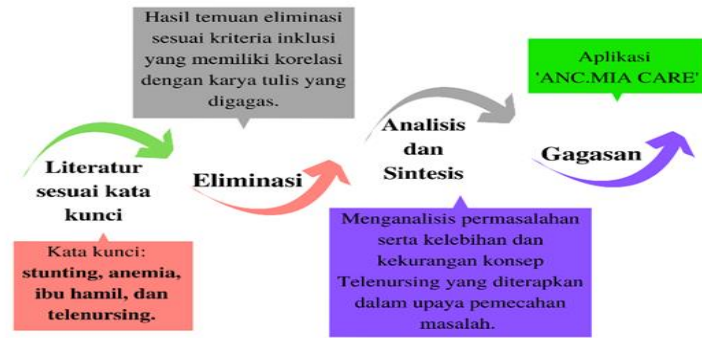 Literatur
sesuai kata
kunci
Kata kunci:
stunting, anemia,
ibu hamil, dan
telenursing.
Hasil temuan eliminasi
sesuai kriteria inklusi
yang memiliki korelasi
dengan karya tulis yang
digagas.
Eliminasi
Analisis
dan
Sintesis
Menganalisis permasalahan
serta kelebihan dan
kekurangan konsep
Telenursing yang diterapkan
dalam upaya pemecahan
masalah.
Aplikasi
'ANC.MIA CARE'
Gagasan